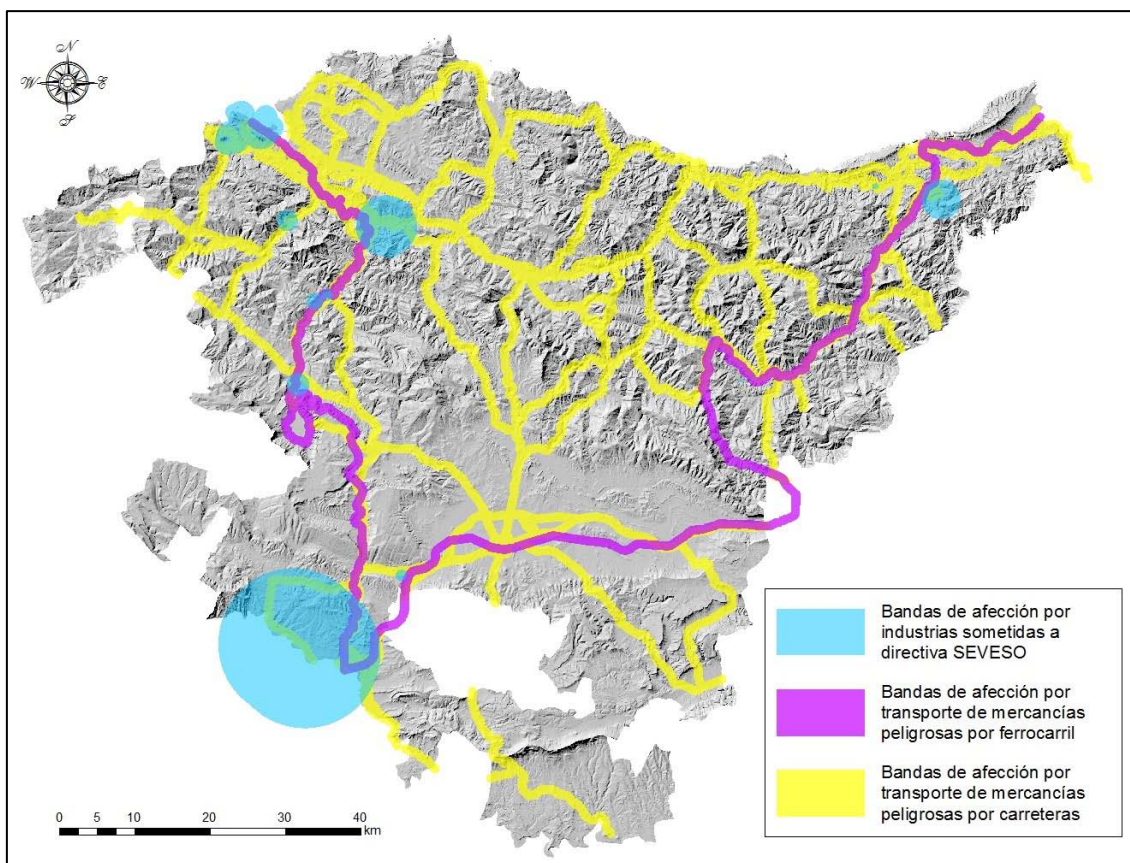 N
W E
S
Bandas de afección por
industrias sometidas a
directiva SEVESO
Bandas de afección por
transporte de mercancías
peligrosas por ferrocarril
Bandas de afección por
transporte de mercancías
peligrosas por carreteras
0 5 10 20 30 40
km